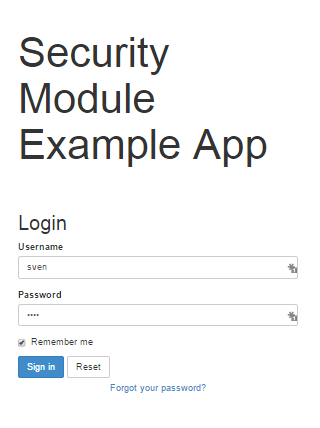 Security
Module
Example App
Login
Username
sven
Password
••••
Remember me
Sign in Reset
Forgot your password?